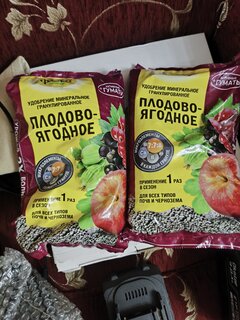 УДОБРЕНИЕ МИНЕРАЛЬНОЕ
ГРАНУЛИРОВАННОЕ
ПЛОДОВО-
ЯГОДНОЕ
ПРИМЕНЕНИЕ 1 РАЗ
В СЕЗОН
ДЛЯ ВСЕХ ТИПОВ
ПОЧВ И ЧЕРНОЗЕМА
ГУМАТЫ
УДОБРЕНИЕ МИНЕРАЛЬНОЕ
ГРАНУЛИРОВАННОЕ
ПЛОДОВО-
ЯГОДНОЕ
ПРИМЕНЕНИЕ 1 РАЗ
В СЕЗОН
ДЛЯ ВСЕХ ТИПОВ
ПОЧВ И ЧЕРНОЗЕМА